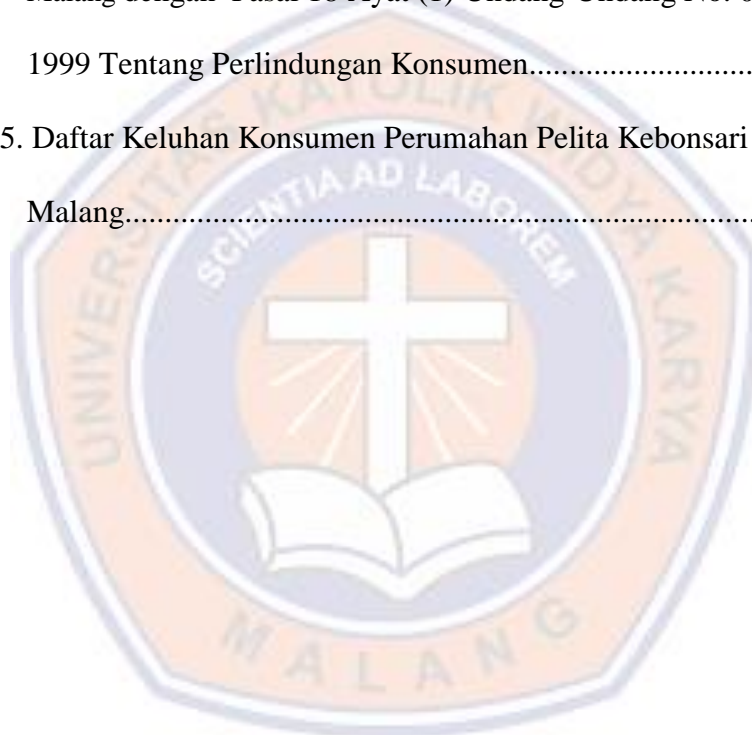 Malang dengan Pasal 18 Ayat (1) Undang-Undang No.
1999 Tentang Perlindungan Konsumen............................
5. Daftar Keluhan Konsumen Perumahan Pelita Kebonsari
Malang..............................................................................
UNIVERSITAS KATOLIK WIDYA KARYA
SCIENTIA AD LABOREM
MALANG